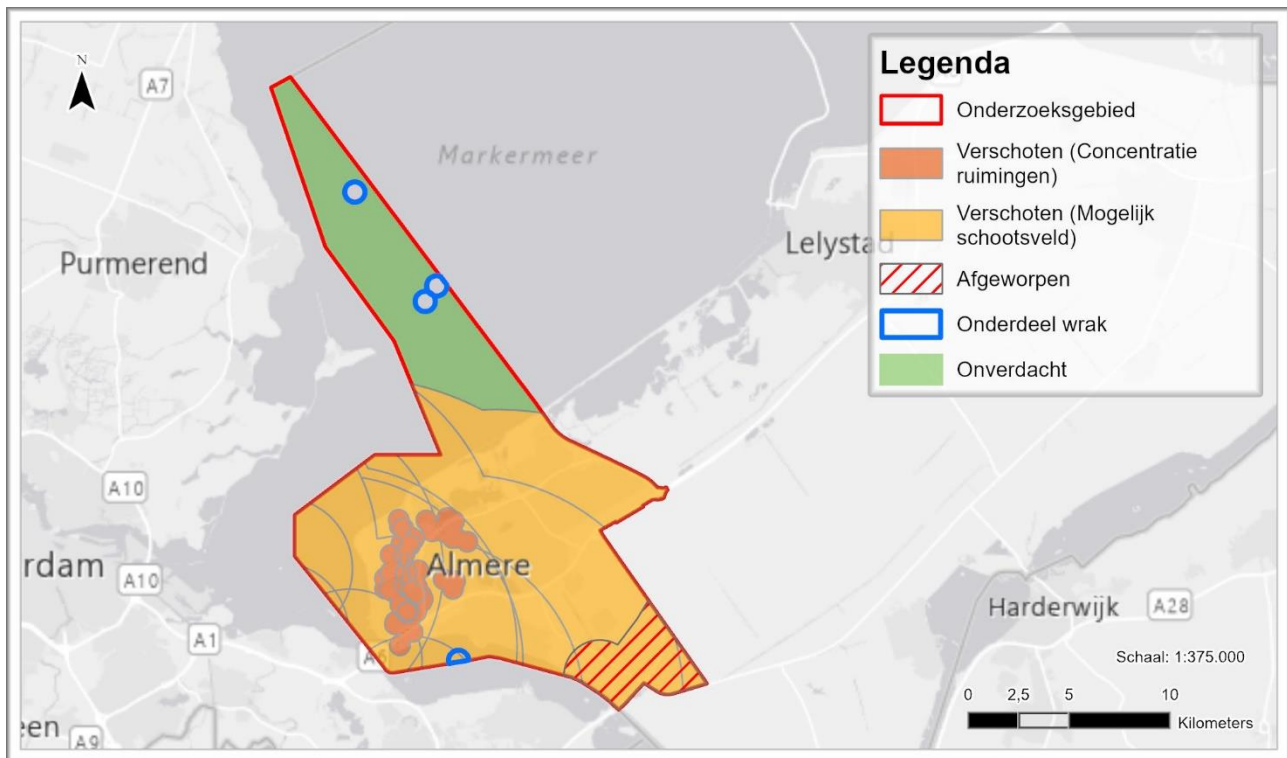 N
A7
Markermeer
Purmerend
Lelystad
A10
rdam
A10
A1
Almere
A6
Harderwijk
A28
een
A9
Legenda
Onderzoeksgebied
Verschoten (Concentratie
ruimingen)
Verschoten (Mogelijk
schootsveld)
Afgeworpen
Onderdeel wrak
Onverdacht
Schaal: 1:375.000
0 2,5 5 10
Kilometers